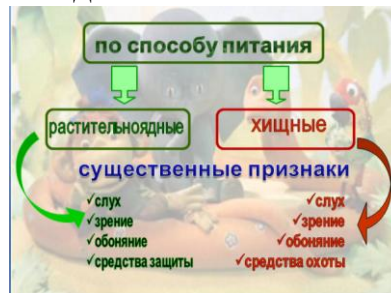 по способу питания
растительноядные
хищные
существенные признаки
✓слух
✓зрение
✓обоняние
✓средства защиты
✓слух
✓зрение
✓обоняние
✓средства охоты